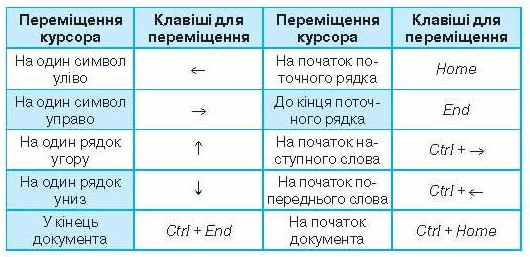 Переміщення курсора | Клавіші для переміщення | Переміщення курсора | Клавіші для переміщення
На один символ уліво | ← | На початок поточного рядка | Home
На один символ управо | → | До кінця поточного рядка | End
На один рядок угору | ↑ | На початок наступного слова | Ctrl + →
На один рядок униз | ↓ | На початок попереднього слова | Ctrl + ←
У кінець документа | Ctrl + End | На початок документа | Ctrl + Home